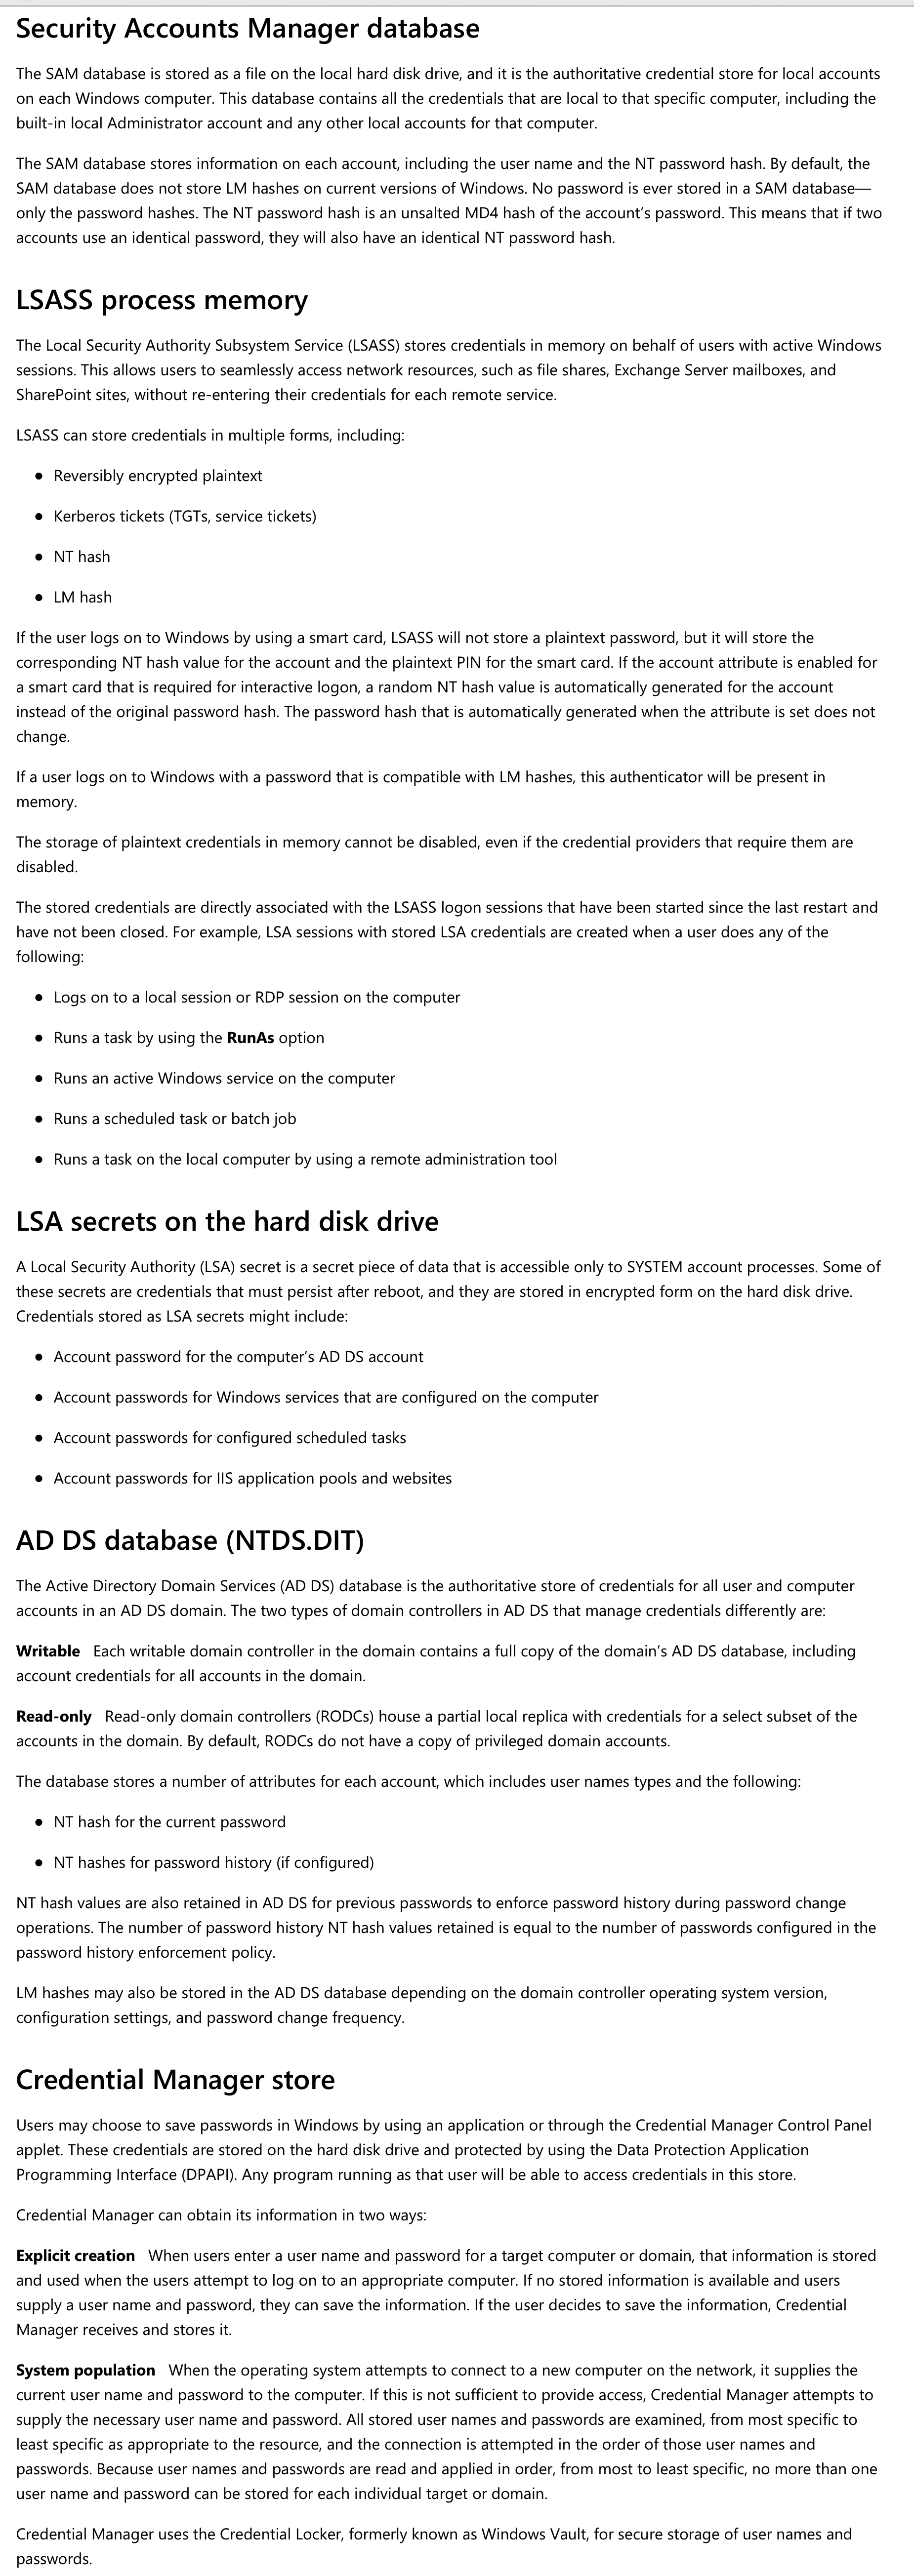 Security Accounts Manager database
The SAM database is stored as a file on the local hard disk drive, and it is the authoritative credential store for local accounts
on each Windows computer. This database contains all the credentials that are local to that specific computer, including the
built-in local Administrator account and any other local accounts for that computer.
The SAM database stores information on each account, including the user name and the NT password hash. By default, the
SAM database does not store LM hashes on current versions of Windows. No password is ever stored in a SAM database—
only the password hashes. The NT password hash is an unsalted MD4 hash of the account’s password. This means that if two
accounts use an identical password, they will also have an identical NT password hash.
LSASS process memory
The Local Security Authority Subsystem Service (LSASS) stores credentials in memory on behalf of users with active Windows
sessions. This allows users to seamlessly access network resources, such as file shares, Exchange Server mailboxes, and
SharePoint sites, without re-entering their credentials for each remote service.
LSASS can store credentials in multiple forms, including:
● Reversibly encrypted plaintext
● Kerberos tickets (TGTs, service tickets)
● NT hash
● LM hash
If the user logs on to Windows by using a smart card, LSASS will not store a plaintext password, but it will store the
corresponding NT hash value for the account and the plaintext PIN for the smart card. If the account attribute is enabled for
a smart card that is required for interactive logon, a random NT hash value is automatically generated for the account
instead of the original password hash. The password hash that is automatically generated when the attribute is set does not
change.
If a user logs on to Windows with a password that is compatible with LM hashes, this authenticator will be present in
memory.
The storage of plaintext credentials in memory cannot be disabled, even if the credential providers that require them are
disabled.
The stored credentials are directly associated with the LSASS logon sessions that have been started since the last restart and
have not been closed. For example, LSA sessions with stored LSA credentials are created when a user does any of the
following:
● Logs on to a local session or RDP session on the computer
● Runs a task by using the RunAs option
● Runs an active Windows service on the computer
● Runs a scheduled task or batch job
● Runs a task on the local computer by using a remote administration tool
LSA secrets on the hard disk drive
A Local Security Authority (LSA) secret is a secret piece of data that is accessible only to SYSTEM account processes. Some of
these secrets are credentials that must persist after reboot, and they are stored in encrypted form on the hard disk drive.
Credentials stored as LSA secrets might include:
● Account password for the computer’s AD DS account
● Account passwords for Windows services that are configured on the computer
● Account passwords for configured scheduled tasks
● Account passwords for IIS application pools and websites
AD DS database (NTDS.DIT)
The Active Directory Domain Services (AD DS) database is the authoritative store of credentials for all user and computer
accounts in an AD DS domain. The two types of domain controllers in AD DS that manage credentials differently are:
Writable Each writable domain controller in the domain contains a full copy of the domain’s AD DS database, including
account credentials for all accounts in the domain.
Read-only Read-only domain controllers (RODCs) house a partial local replica with credentials for a select subset of the
accounts in the domain. By default, RODCs do not have a copy of privileged domain accounts.
The database stores a number of attributes for each account, which includes user names types and the following:
● NT hash for the current password
● NT hashes for password history (if configured)
NT hash values are also retained in AD DS for previous passwords to enforce password history during password change
operations. The number of password history NT hash values retained is equal to the number of passwords configured in the
password history enforcement policy.
LM hashes may also be stored in the AD DS database depending on the domain controller operating system version,
configuration settings, and password change frequency.
Credential Manager store
Users may choose to save passwords in Windows by using an application or through the Credential Manager Control Panel
applet. These credentials are stored on the hard disk drive and protected by using the Data Protection Application
Programming Interface (DPAPI). Any program running as that user will be able to access credentials in this store.
Credential Manager can obtain its information in two ways:
Explicit creation When users enter a user name and password for a target computer or domain, that information is stored
and used when the users attempt to log on to an appropriate computer. If no stored information is available and users
supply a user name and password, they can save the information. If the user decides to save the information, Credential
Manager receives and stores it.
System population When the operating system attempts to connect to a new computer on the network, it supplies the
current user name and password to the computer. If this is not sufficient to provide access, Credential Manager attempts to
supply the necessary user name and password. All stored user names and passwords are examined, from most specific to
least specific as appropriate to the resource, and the connection is attempted in the order of those user names and
passwords. Because user names and passwords are read and applied in order, from most to least specific, no more than one
user name and password can be stored for each individual target or domain.
Credential Manager uses the Credential Locker, formerly known as Windows Vault, for secure storage of user names and
passwords.